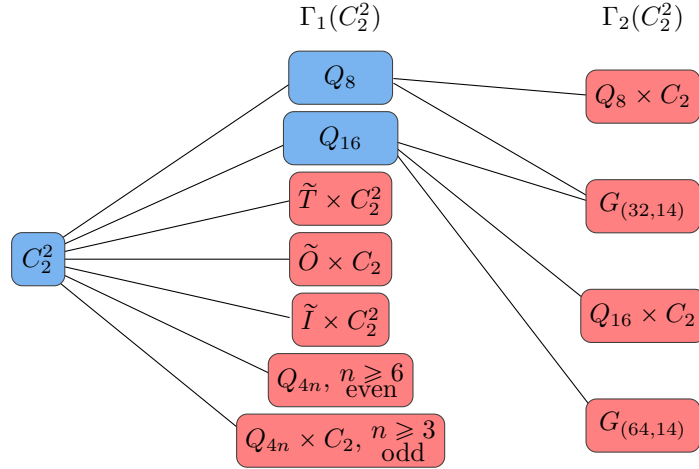 Γ₁(C₂²) Γ₂(C₂²)
Q₈
Q₈ × C₂
Q₁₆
T̃ × C₂²
G₍₃₂,₁₄₎
C₂²
Õ × C₂
Ĩ × C₂²
Q₁₆ × C₂
Q₄ₙ, n ⩾ 6
even
Q₄ₙ × C₂, n ⩾ 3
odd
G₍₆₄,₁₄₎